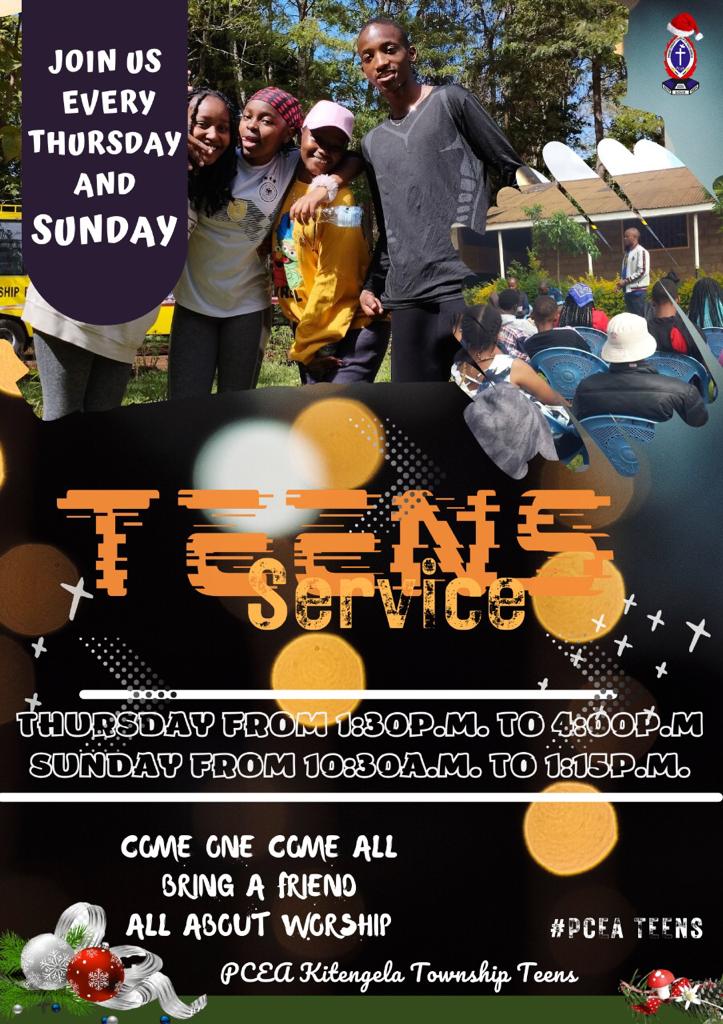 JOIN US
EVERY
THURSDAY
AND
SUNDAY
SHIP
TEENS
Service
THURSDAY FROM 1:30P.M. TO 4:00P.M
SUNDAY FROM 10:30A.M. TO 1:15P.M.
COME ONE COME ALL
BRING A FRIEND
ALL ABOUT WORSHIP
#PCEA TEENS
PCEA Kitengela Township Teens